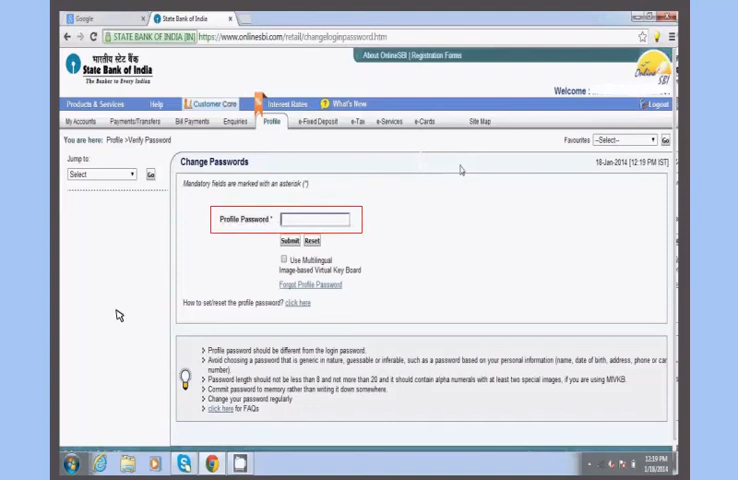 Google
State Bank of India
STATE BANK OF INDIA [IN] https://www.onlinesbi.com/retail/changeloginpassword.htm
About OnlineSBI | Registration Forms
भारतीय स्टेट बैंक
State Bank of India
The Banker to Every Indian
Online SBI
Welcome :
Products & Services Help Customer Care Interest Rates What's New Logout
My Accounts Payments/Transfers Bill Payments Enquiries Profile e-Fixed Deposit e-Tax e-Services e-Cards Site Map
You are here: Profile >Verify Password
Favourites --Select-- Go
Jump to:
Select Go
Change Passwords
18-Jan-2014 [12:19 PM IST]
Mandatory fields are marked with an asterisk (*)
Profile Password *
Submit Reset
Use Multilingual
Image-based Virtual Key Board
Forgot Profile Password
How to set/reset the profile password? click here
Profile password should be different from the login password.
Avoid choosing a password that is generic in nature, guessable or inferable, such as a password based on your personal information (name, date of birth, address, phone or car
number).
Password length should not be less than 8 and not more than 20 and it should contain alpha numerals with at least two special images, if you are using MIVKB.
Commit password to memory rather than writing it down somewhere.
Change your password regularly
click here for FAQs
12:19 PM
1/18/2014